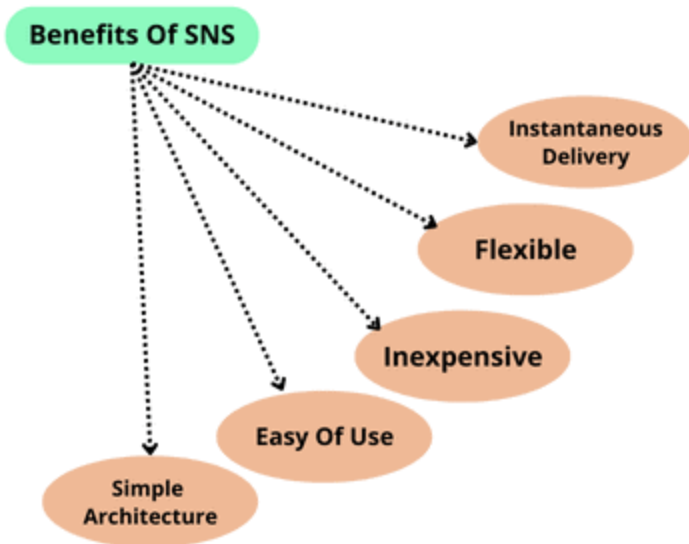 Benefits Of SNS
Instantaneous
Delivery
Flexible
Inexpensive
Easy Of Use
Simple
Architecture